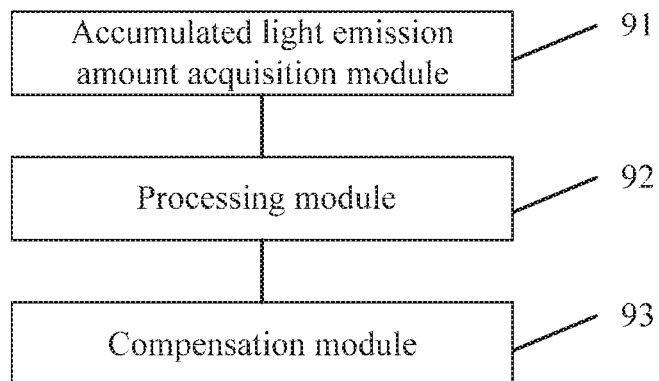 Accumulated light emission
amount acquisition module
91
Processing module
92
Compensation module
93